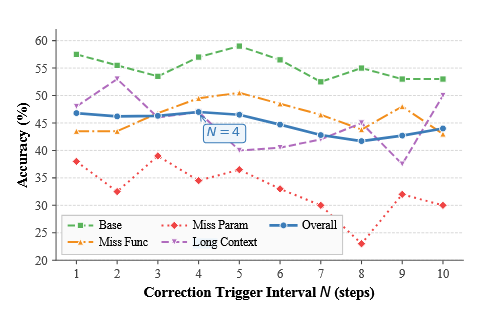 60
55
50
45
40
35
30
25
20
Accuracy (%)
N = 4
Base
Miss Param
Overall
Miss Func
Long Context
1 2 3 4 5 6 7 8 9 10
Correction Trigger Interval N (steps)